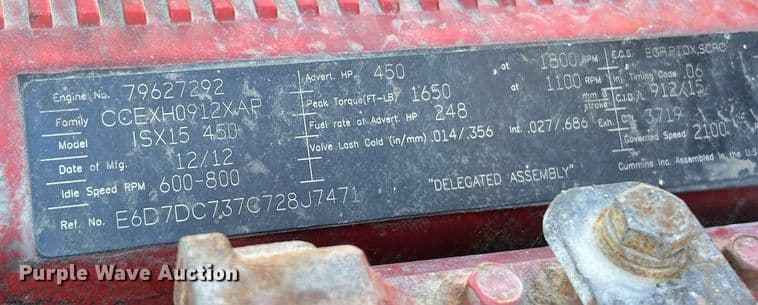 Engine No. 79627292
Family CCEXH0912XAP
Model ISX15 450
Date of Mfg. 12/12
Idle Speed RPM 600-800
Ref. No. E6D7DC737C728J7471
Advert. HP 450 at 1800 RPM
Peak Torque(FT-LB) 1650 at 1100 RPM
Fuel rate at Advert. HP 248 mm3 stroke
Valve Lash Cold (in/mm) .014/.356 Int. .027/.686 Exh.
"DELEGATED ASSEMBLY"
E.C.S. EGR,PTOX,SCRC
Inj. Timing Code .06
C.I.D./L. 912/15
CPL 3719
Governed Speed 2100
Cummins Inc. Assembled in the U.S.
Purple Wave Auction